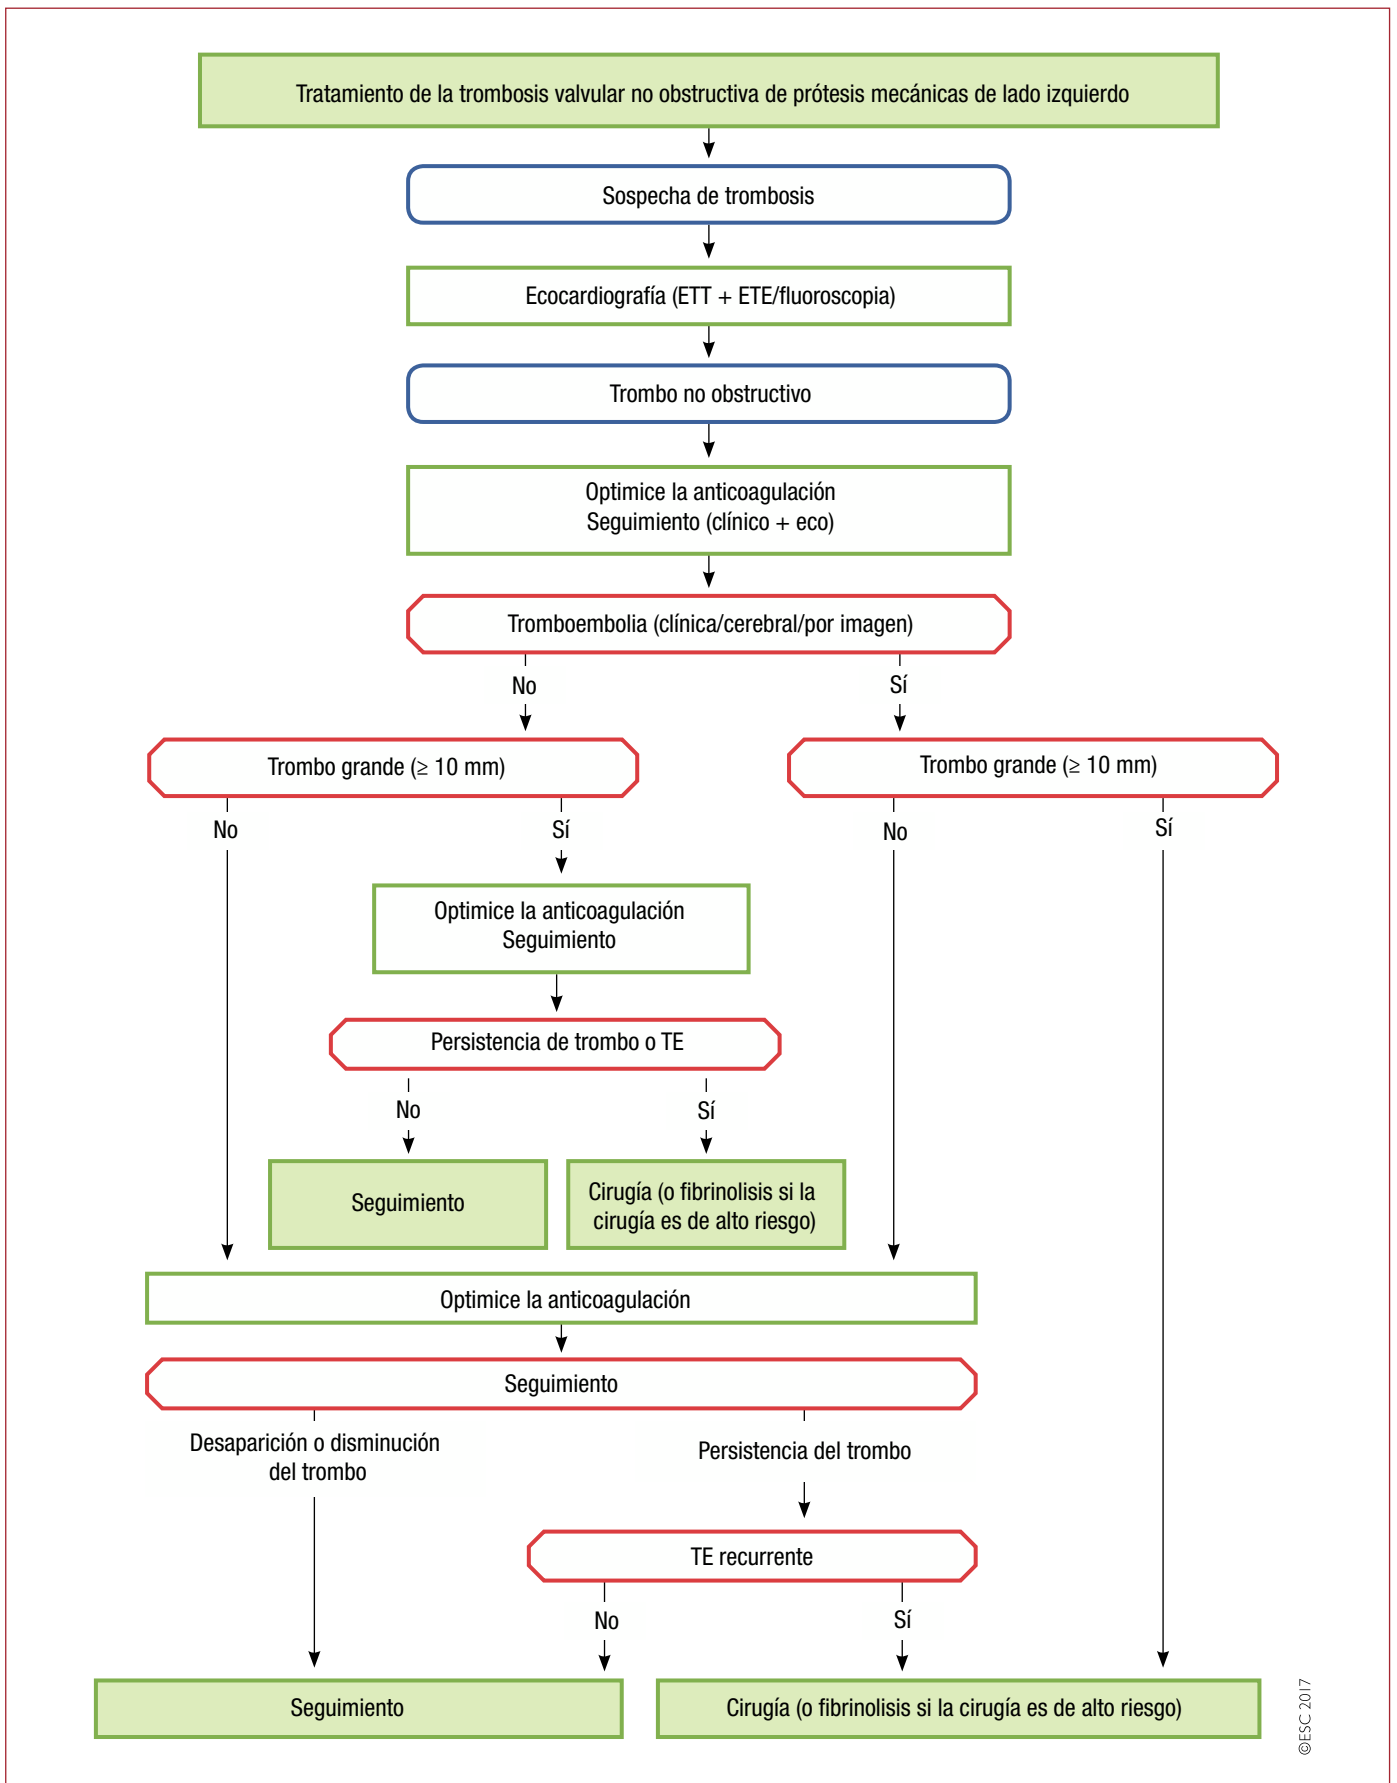 Tratamiento de la trombosis valvular no obstructiva de prótesis mecánicas de lado izquierdo
Sospecha de trombosis
Ecocardiografía (ETT + ETE/fluoroscopia)
Trombo no obstructivo
Optimice la anticoagulación
Seguimiento (clínico + eco)
Tromboembolia (clínica/cerebral/por imagen)
No
Sí
Trombo grande (≥ 10 mm)
Trombo grande (≥ 10 mm)
No
Sí
No
Sí
Optimice la anticoagulación
Seguimiento
Persistencia de trombo o TE
No
Sí
Seguimiento
Cirugía (o fibrinolisis si la
cirugía es de alto riesgo)
Optimice la anticoagulación
Seguimiento
Desaparición o disminución
del trombo
Persistencia del trombo
TE recurrente
No
Sí
Seguimiento
Cirugía (o fibrinolisis si la cirugía es de alto riesgo)
©ESC 2017